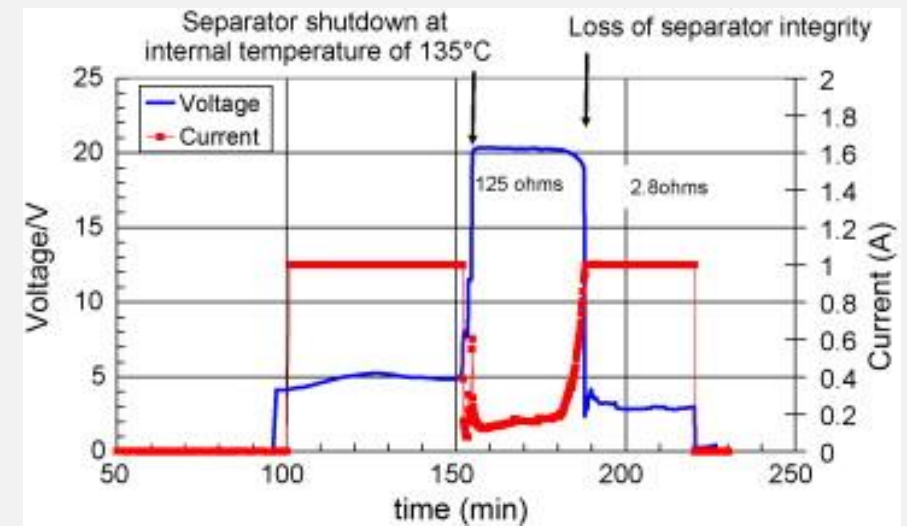 Separator shutdown at
internal temperature of 135°C
Loss of separator integrity
Voltage
Current
125 ohms
2.8ohms
Voltage/V
25
20
15
10
5
0
Current (A)
2
1.8
1.6
1.4
1.2
1
0.8
0.6
0.4
0.2
0
50
100
150
200
250
time (min)